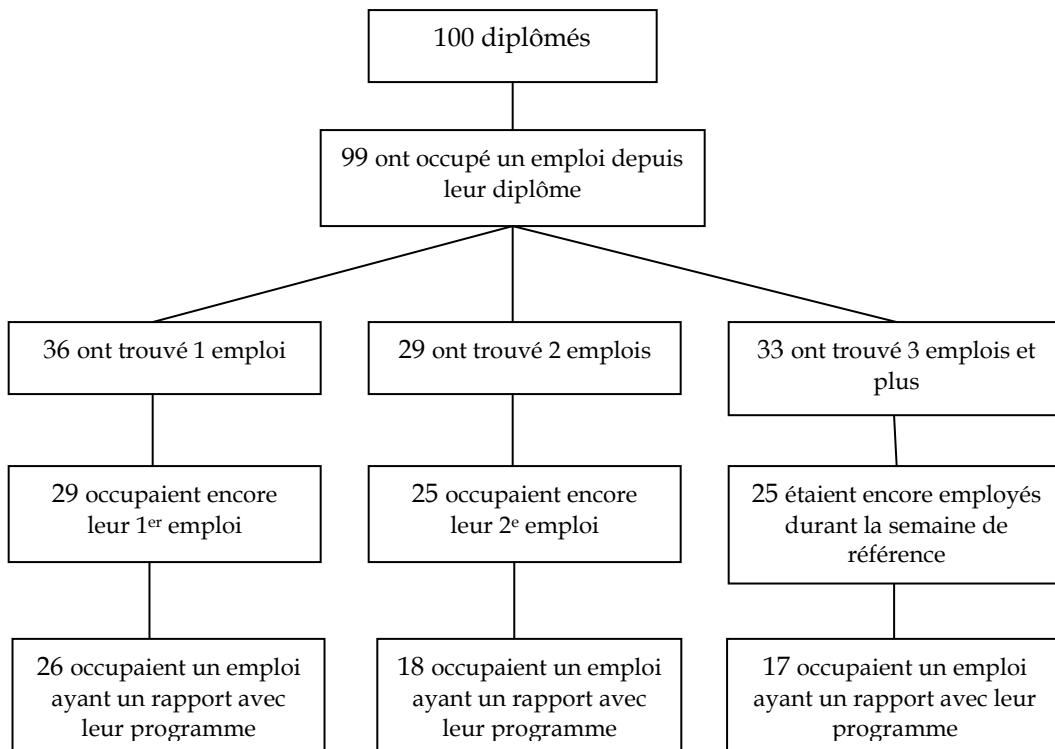 100 diplômés
99 ont occupé un emploi depuis
leur diplôme
36 ont trouvé 1 emploi
29 ont trouvé 2 emplois
33 ont trouvé 3 emplois et
plus
29 occupaient encore
leur 1er emploi
25 occupaient encore
leur 2e emploi
25 étaient encore employés
durant la semaine de
référence
26 occupaient un emploi
ayant un rapport avec
leur programme
18 occupaient un emploi
ayant un rapport avec
leur programme
17 occupaient un emploi
ayant un rapport avec leur
programme